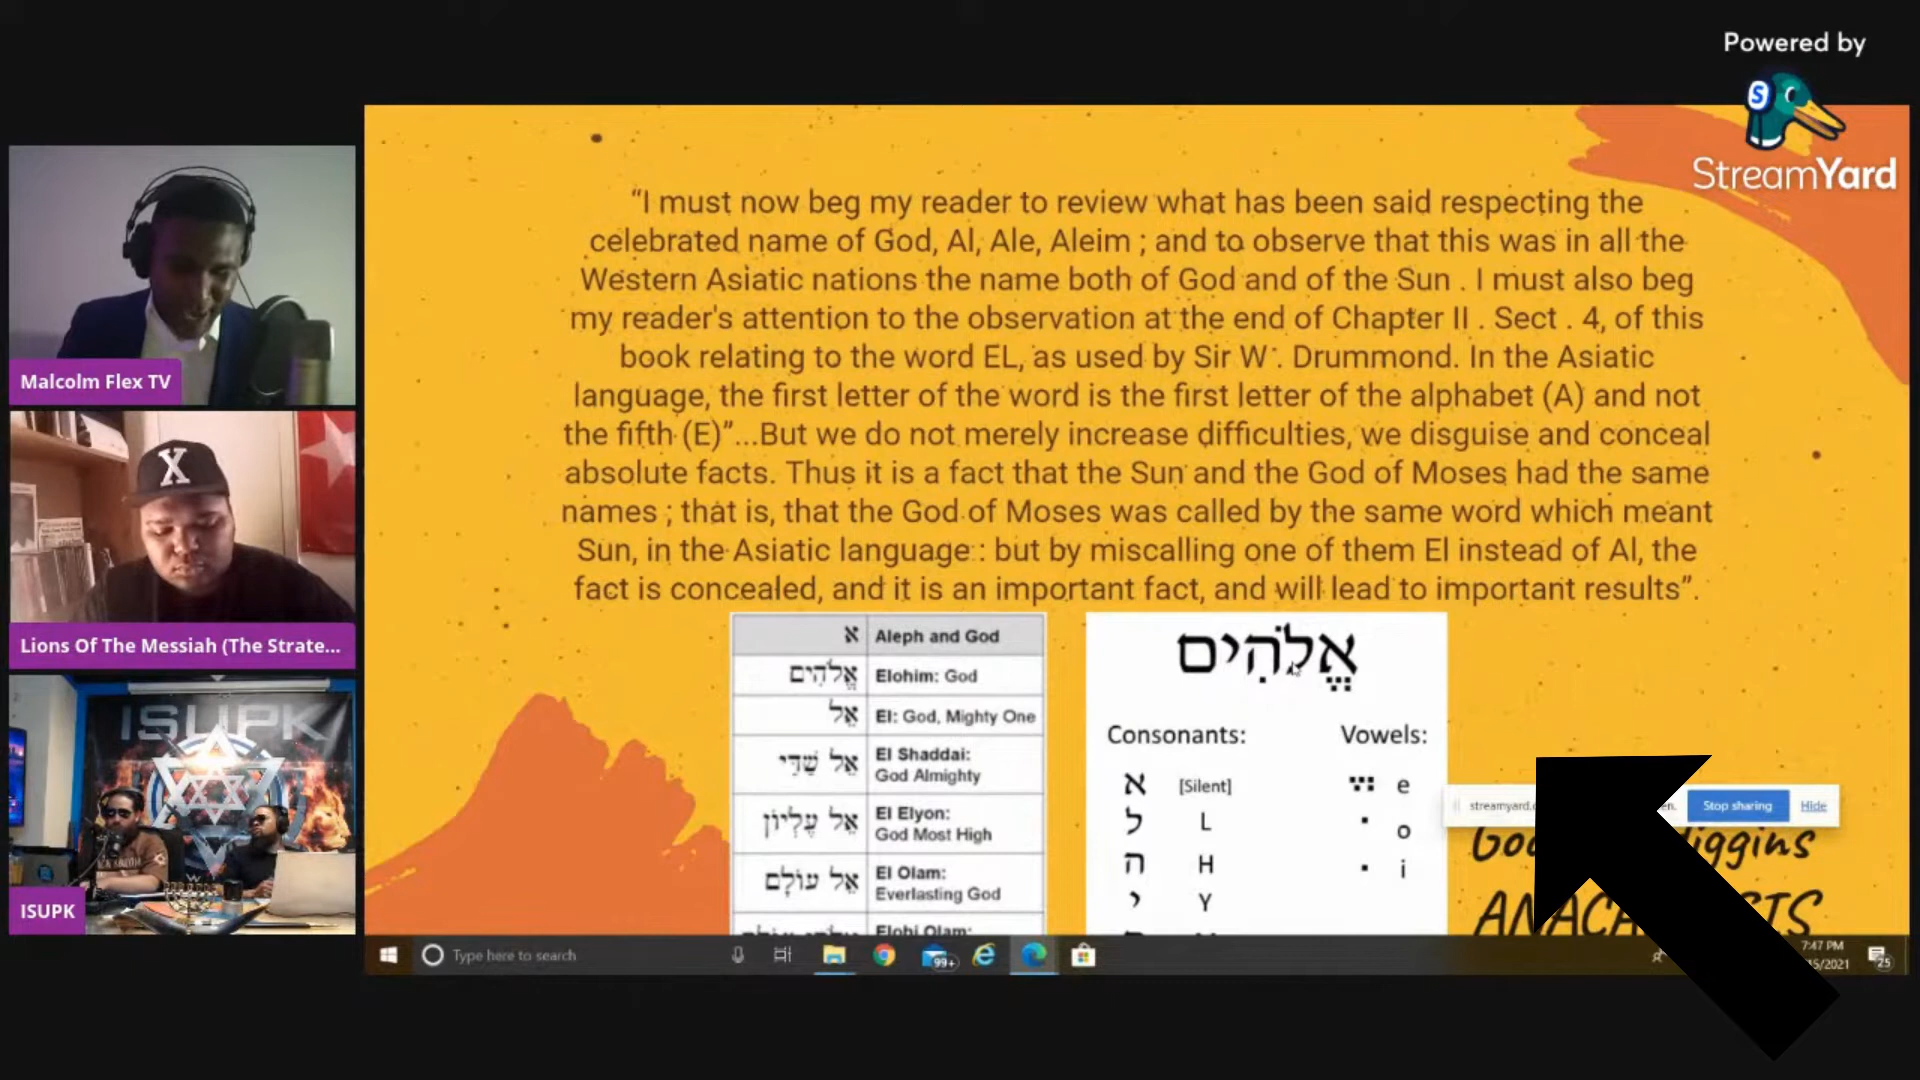 Powered by
StreamYard
Malcolm Flex TV
Lions Of The Messiah (The Strate...
ISUPK
ISUPK
X
“I must now beg my reader to review what has been said respecting the
celebrated name of God, Al, Ale, Aleim ; and to observe that this was in all the
Western Asiatic nations the name both of God and of the Sun . I must also beg
my reader's attention to the observation at the end of Chapter II . Sect . 4, of this
book relating to the word EL, as used by Sir W . Drummond. In the Asiatic
language, the first letter of the word is the first letter of the alphabet (A) and not
the fifth (E)”...But we do not merely increase difficulties, we disguise and conceal
absolute facts. Thus it is a fact that the Sun and the God of Moses had the same
names ; that is, that the God of Moses was called by the same word which meant
Sun, in the Asiatic language : but by miscalling one of them El instead of Al, the
fact is concealed, and it is an important fact, and will lead to important results”.
א Aleph and God
אֱלֹהִים Elohim: God
אֵל El: God, Mighty One
אֵל שַׁדַּי El Shaddai:
God Almighty
אֵל עֶלְיוֹן El Elyon:
God Most High
אֵל עוֹלָם El Olam:
Everlasting God
Elohi Olam:
אֱלֹהִים
Consonants: Vowels:
א [Silent] e
ל L o
ה H i
י Y
Stop sharing Hide
Type here to search
99+
7:47 PM
25